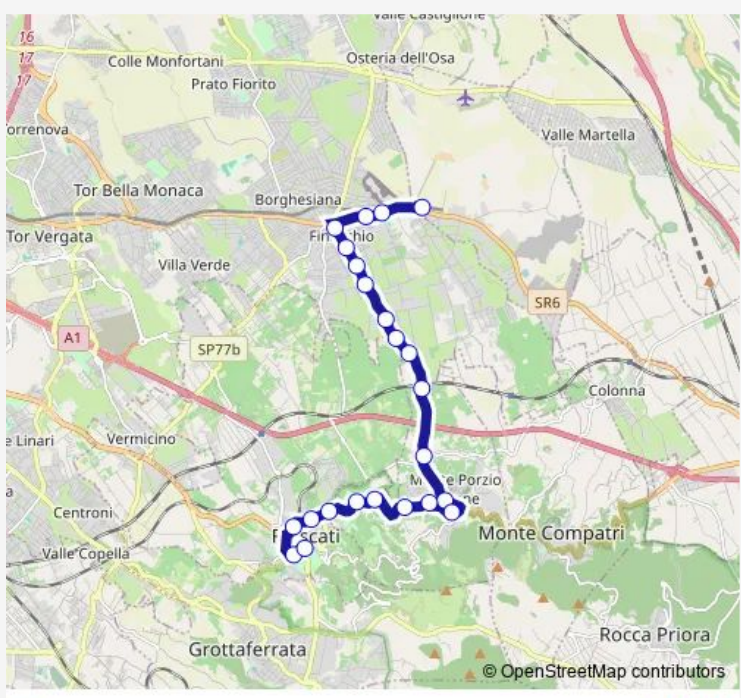 Valle Castiglione
16
17
17
Colle Monfortani
Osteria dell'Osa
Prato Fiorito
Valle Martella
Tor Bella Monaca
Borghesiana
Tor Vergata
Villa Verde
SR6
A1
SP77b
Colonna
e Linari
Vermicino
a
Centroni
Monte Compatri
Valle Copella
Rocca Priora
Grottaferrata
© OpenStreetMap contributors